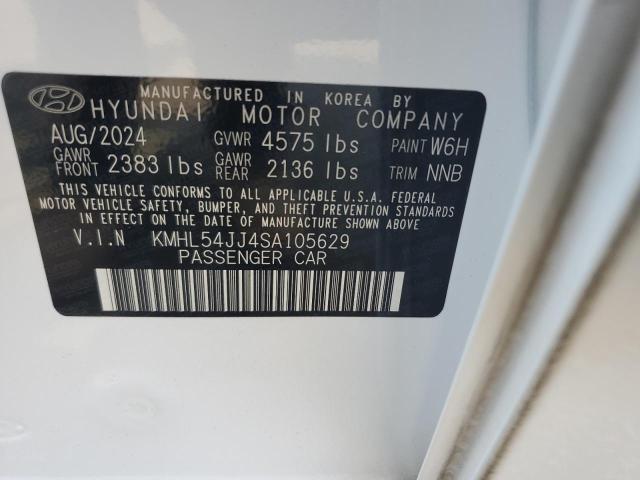 MANUFACTURED IN KOREA BY
HYUNDAI MOTOR COMPANY
AUG/2024 GVWR 4575 lbs PAINT W6H
GAWR FRONT 2383 lbs GAWR REAR 2136 lbs TRIM NNB
THIS VEHICLE CONFORMS TO ALL APPLICABLE U.S.A. FEDERAL
MOTOR VEHICLE SAFETY, BUMPER, AND THEFT PREVENTION STANDARDS
IN EFFECT ON THE DATE OF MANUFACTURE SHOWN ABOVE.
V.I.N KMHL54JJ4SA105629
PASSENGER CAR